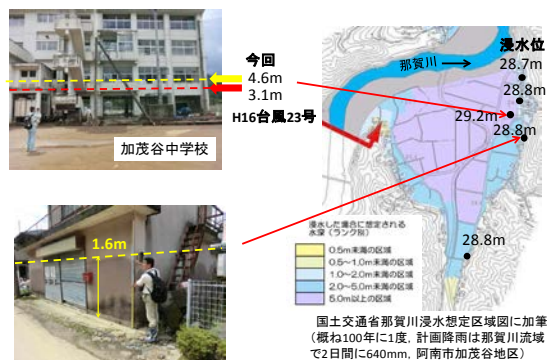 今回
4.6m
3.1m
H16台風23号
加茂谷中学校
1.6m
那賀川
浸水位
28.7m
28.8m
29.2m
28.8m
28.8m
浸水した場合に想定される
水深(ランク別)
0.5m未満の区域
0.5～1.0m未満の区域
1.0～2.0m未満の区域
2.0～5.0m未満の区域
5.0m以上の区域
国土交通省那賀川浸水想定区域図に加筆
(概ね100年に1度，計画降雨は那賀川流域
で2日間に640mm，阿南市加茂谷地区)